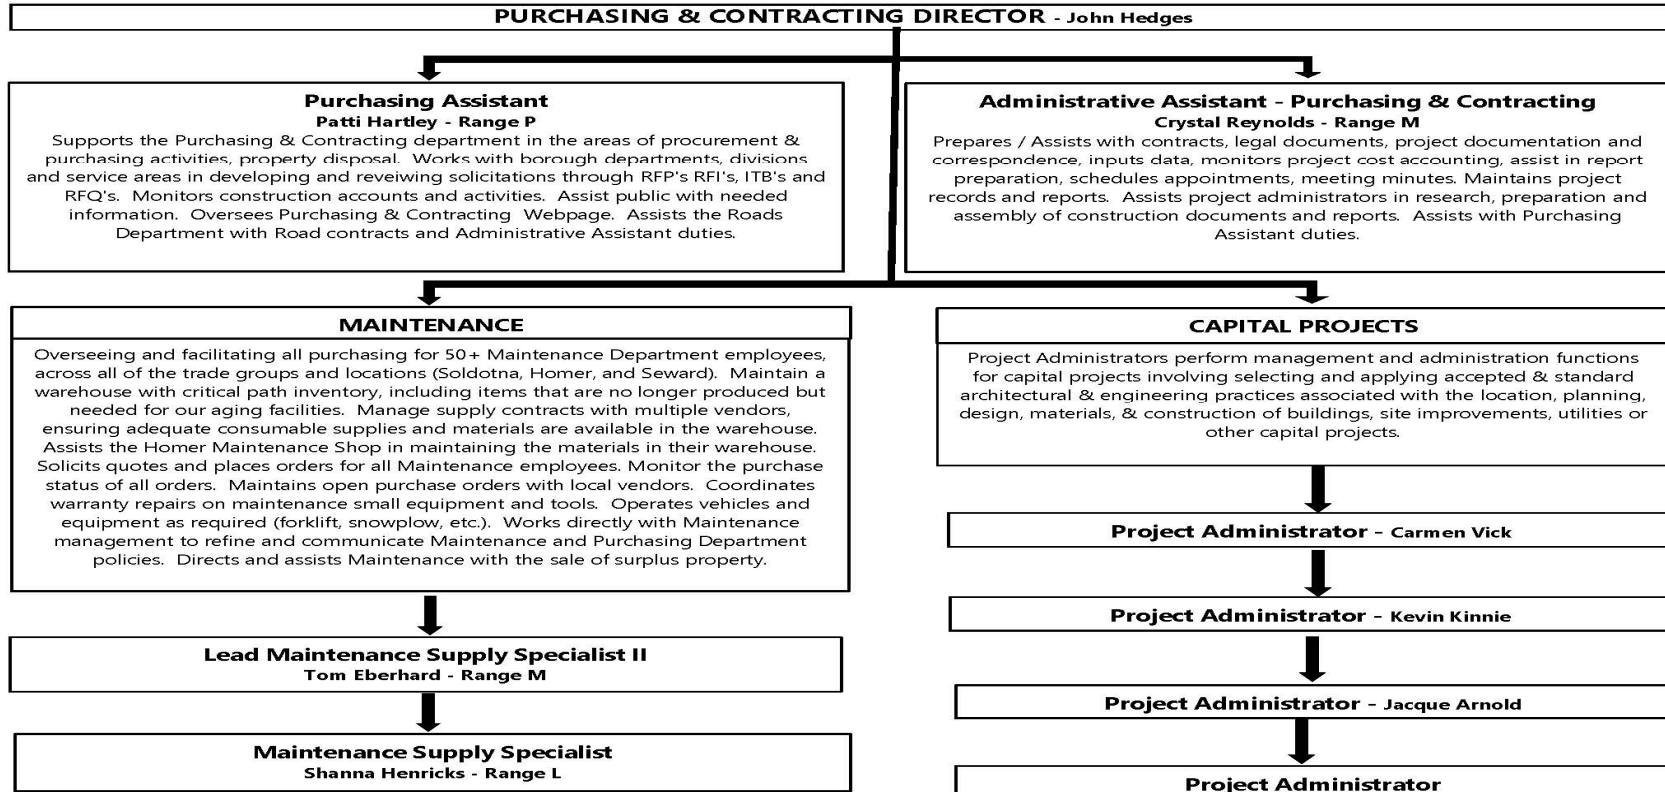 PURCHASING & CONTRACTING DIRECTOR - John Hedges
Purchasing Assistant
Patti Hartley - Range P
Supports the Purchasing & Contracting department in the areas of procurement &
purchasing activities, property disposal. Works with borough departments, divisions
and service areas in developing and reveiwing solicitations through RFP's RFI's, ITB's and
RFQ's. Monitors construction accounts and activities. Assist public with needed
information. Oversees Purchasing & Contracting Webpage. Assists the Roads
Department with Road contracts and Administrative Assistant duties.
Administrative Assistant - Purchasing & Contracting
Crystal Reynolds - Range M
Prepares / Assists with contracts, legal documents, project documentation and
correspondence, inputs data, monitors project cost accounting, assist in report
preparation, schedules appointments, meeting minutes. Maintains project
records and reports. Assists project administrators in research, preparation and
assembly of construction documents and reports. Assists with Purchasing
Assistant duties.
MAINTENANCE
Overseeing and facilitating all purchasing for 50+ Maintenance Department employees,
across all of the trade groups and locations (Soldotna, Homer, and Seward). Maintain a
warehouse with critical path inventory, including items that are no longer produced but
needed for our aging facilities. Manage supply contracts with multiple vendors,
ensuring adequate consumable supplies and materials are available in the warehouse.
Assists the Homer Maintenance Shop in maintaining the materials in their warehouse.
Solicits quotes and places orders for all Maintenance employees. Monitor the purchase
status of all orders. Maintains open purchase orders with local vendors. Coordinates
warranty repairs on maintenance small equipment and tools. Operates vehicles and
equipment as required (forklift, snowplow, etc.). Works directly with Maintenance
management to refine and communicate Maintenance and Purchasing Department
policies. Directs and assists Maintenance with the sale of surplus property.
Lead Maintenance Supply Specialist II
Tom Eberhard - Range M
Maintenance Supply Specialist
Shanna Henricks - Range L
CAPITAL PROJECTS
Project Administrators perform management and administration functions
for capital projects involving selecting and applying accepted & standard
architectural & engineering practices associated with the location, planning,
design, materials, & construction of buildings, site improvements, utilities or
other capital projects.
Project Administrator - Carmen Vick
Project Administrator - Kevin Kinnie
Project Administrator - Jacque Arnold
Project Administrator